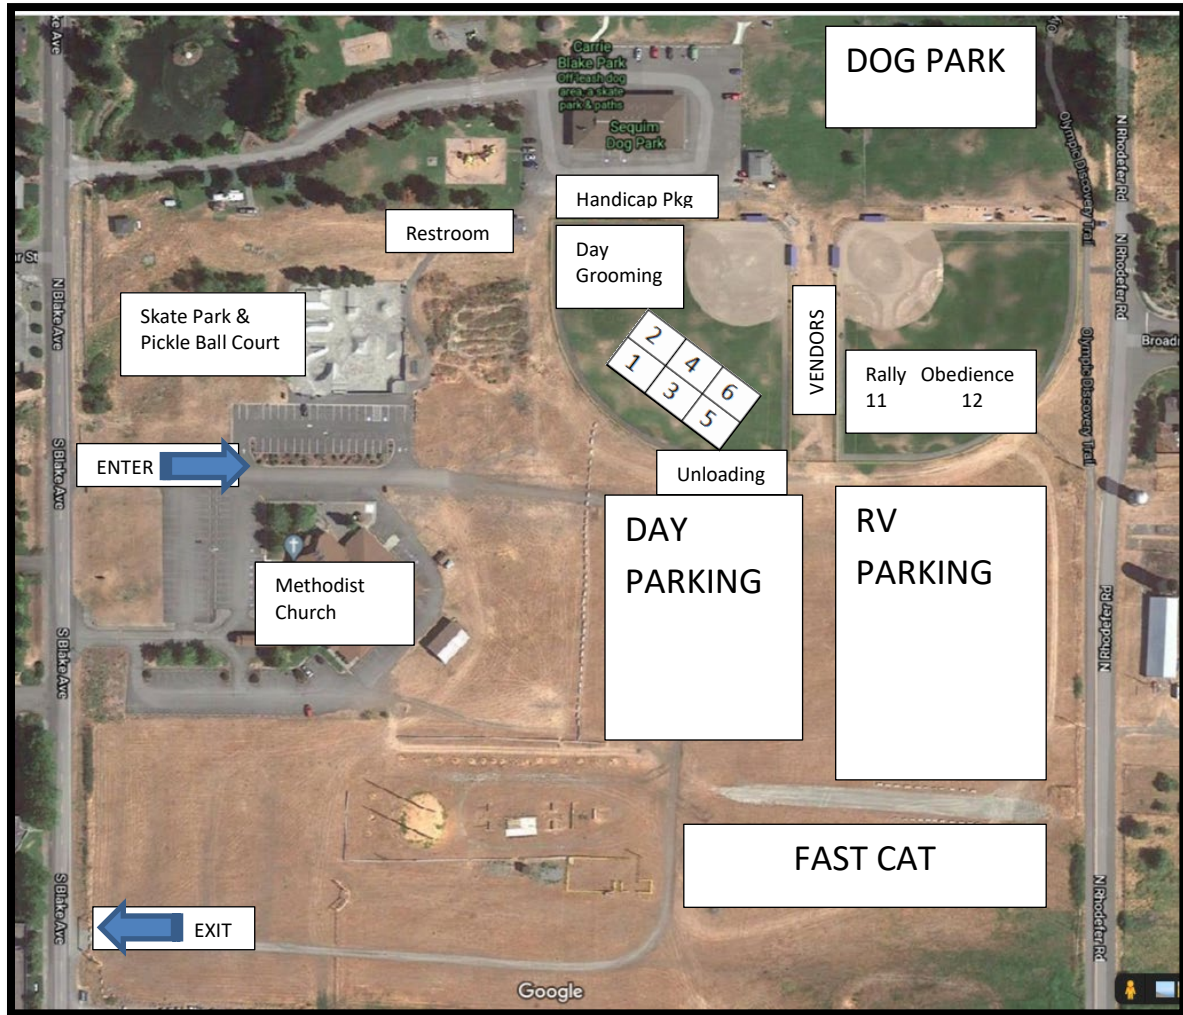 ke Ave
Carrie
Blake Park
Off leash dog
area, a skate
park & paths
Sequim
Dog Park
DOG PARK
Olympic Discovery Trail
N Rhodefer Rd
Handicap Pkg
Restroom
Day
Grooming
N Rhodefer Rd
N Blake Ave
Skate Park &
Pickle Ball Court
2 4 6
1 3 5
VENDORS
Rally Obedience
11 12
Olympic Discovery Trail
Broadm
S Blake Ave
ENTER
Unloading
DAY
PARKING
RV
PARKING
Methodist
Church
S Blake Ave
N Rhodefer Rd
FAST CAT
S Blake Ave
EXIT
N Rhodefer Rd
Google